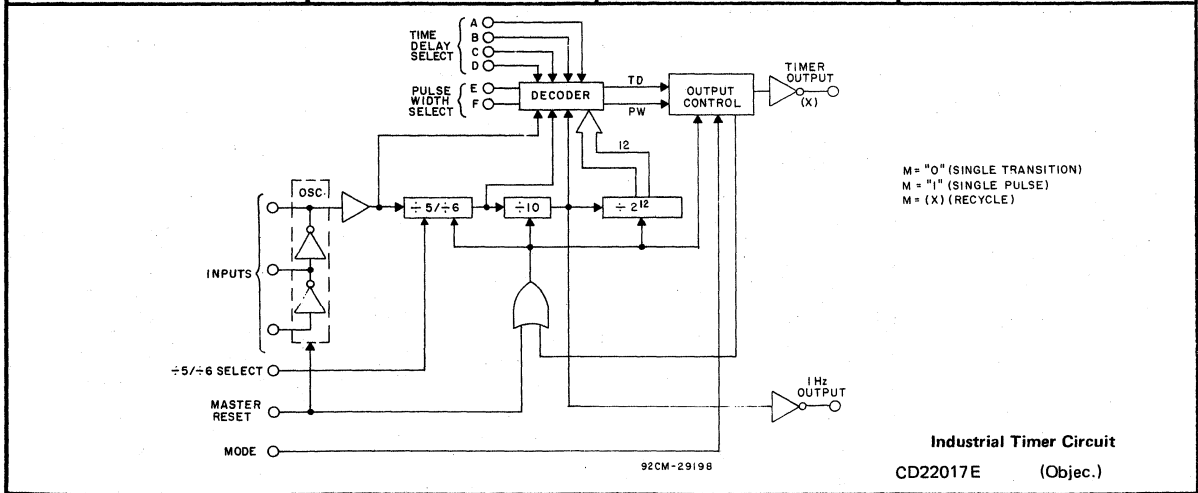 TIME
DELAY
SELECT
A
B
C
D
PULSE
WIDTH
SELECT
E
F
DECODER
TD
PW
OUTPUT
CONTROL
TIMER
OUTPUT
(X)
12
M = "0" (SINGLE TRANSITION)
M = "1" (SINGLE PULSE)
M = (X) (RECYCLE)
OSC.
÷ 5/÷6
÷10
÷ 2¹²
INPUTS
÷5/÷6 SELECT
MASTER
RESET
MODE
1 Hz
OUTPUT
92CM-29198
Industrial Timer Circuit
CD22017E (Objec.)